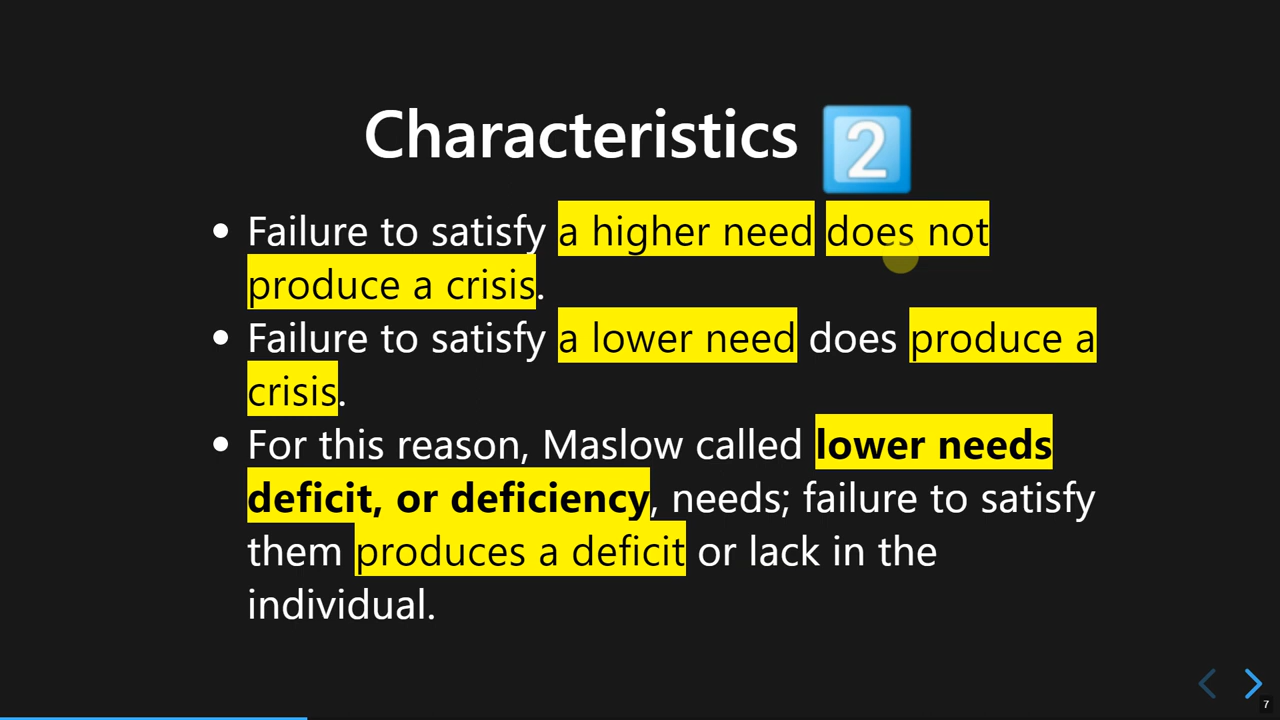 Characteristics 2️⃣
• Failure to satisfy a higher need does not
produce a crisis.
• Failure to satisfy a lower need does produce a
crisis.
• For this reason, Maslow called lower needs
deficit, or deficiency, needs; failure to satisfy
them produces a deficit or lack in the
individual.
7